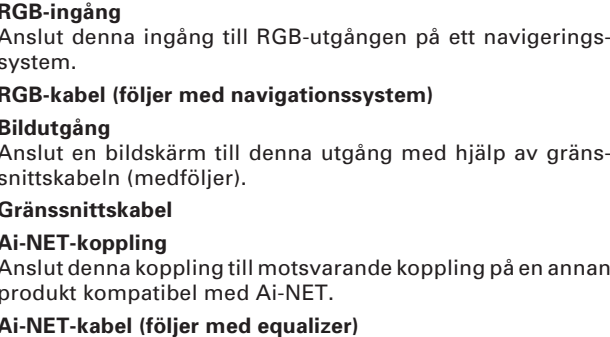 RGB-ingång
Anslut denna ingång till RGB-utgången på ett navigerings-
system.
RGB-kabel (följer med navigationssystem)
Bildutgång
Anslut en bildskärm till denna utgång med hjälp av gräns-
snittskabeln (medföljer).
Gränssnittskabel
Ai-NET-koppling
Anslut denna koppling till motsvarande koppling på en annan
produkt kompatibel med Ai-NET.
Ai-NET-kabel (följer med equalizer)